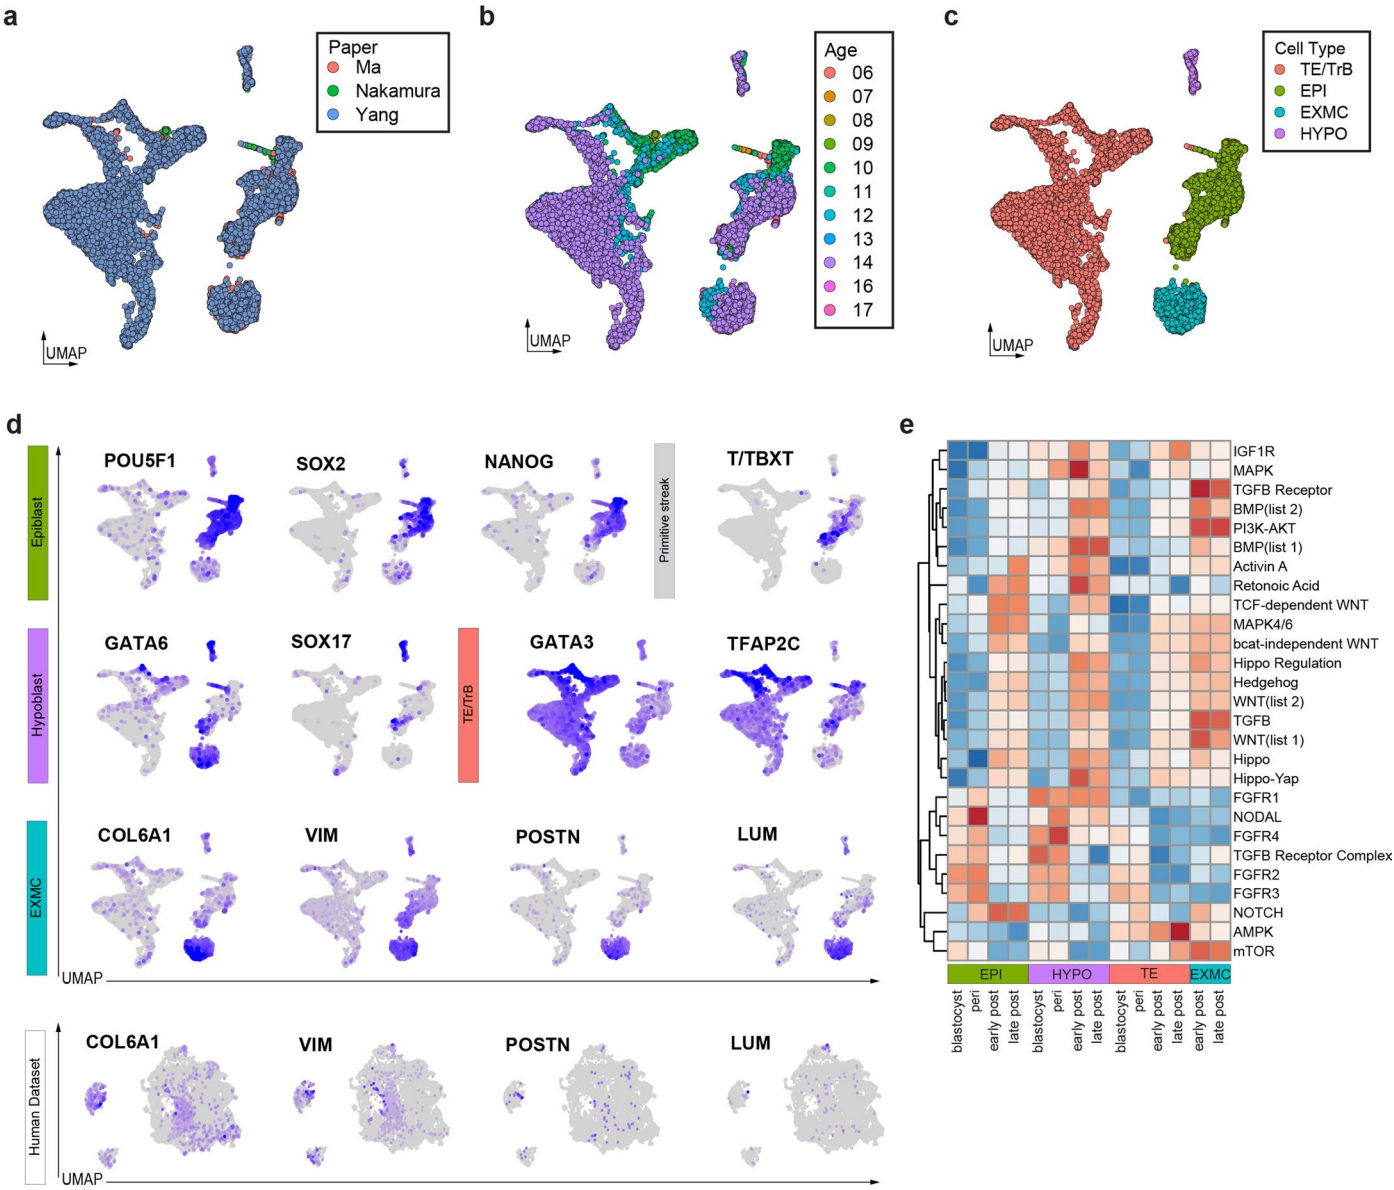 a
Paper
Ma
Nakamura
Yang
UMAP
b
Age
06
07
08
09
10
11
12
13
14
16
17
UMAP
c
Cell Type
TE/TrB
EPI
EXMC
HYPO
UMAP
d
Epiblast
POU5F1
SOX2
NANOG
Primitive streak
T/TBXT
Hypoblast
GATA6
SOX17
TE/TrB
GATA3
TFAP2C
EXMC
COL6A1
VIM
POSTN
LUM
UMAP
Human Dataset
COL6A1
VIM
POSTN
LUM
UMAP
e
IGF1R
MAPK
TGFB Receptor
BMP(list 2)
PI3K-AKT
BMP(list 1)
Activin A
Retonoic Acid
TCF-dependent WNT
MAPK4/6
bcat-independent WNT
Hippo Regulation
Hedgehog
WNT(list 2)
TGFB
WNT(list 1)
Hippo
Hippo-Yap
FGFR1
NODAL
FGFR4
TGFB Receptor Complex
FGFR2
FGFR3
NOTCH
AMPK
mTOR
EPI
HYPO
TE
EXMC
blastocyst
peri
early post
late post
blastocyst
peri
early post
late post
blastocyst
peri
early post
late post
early post
late post